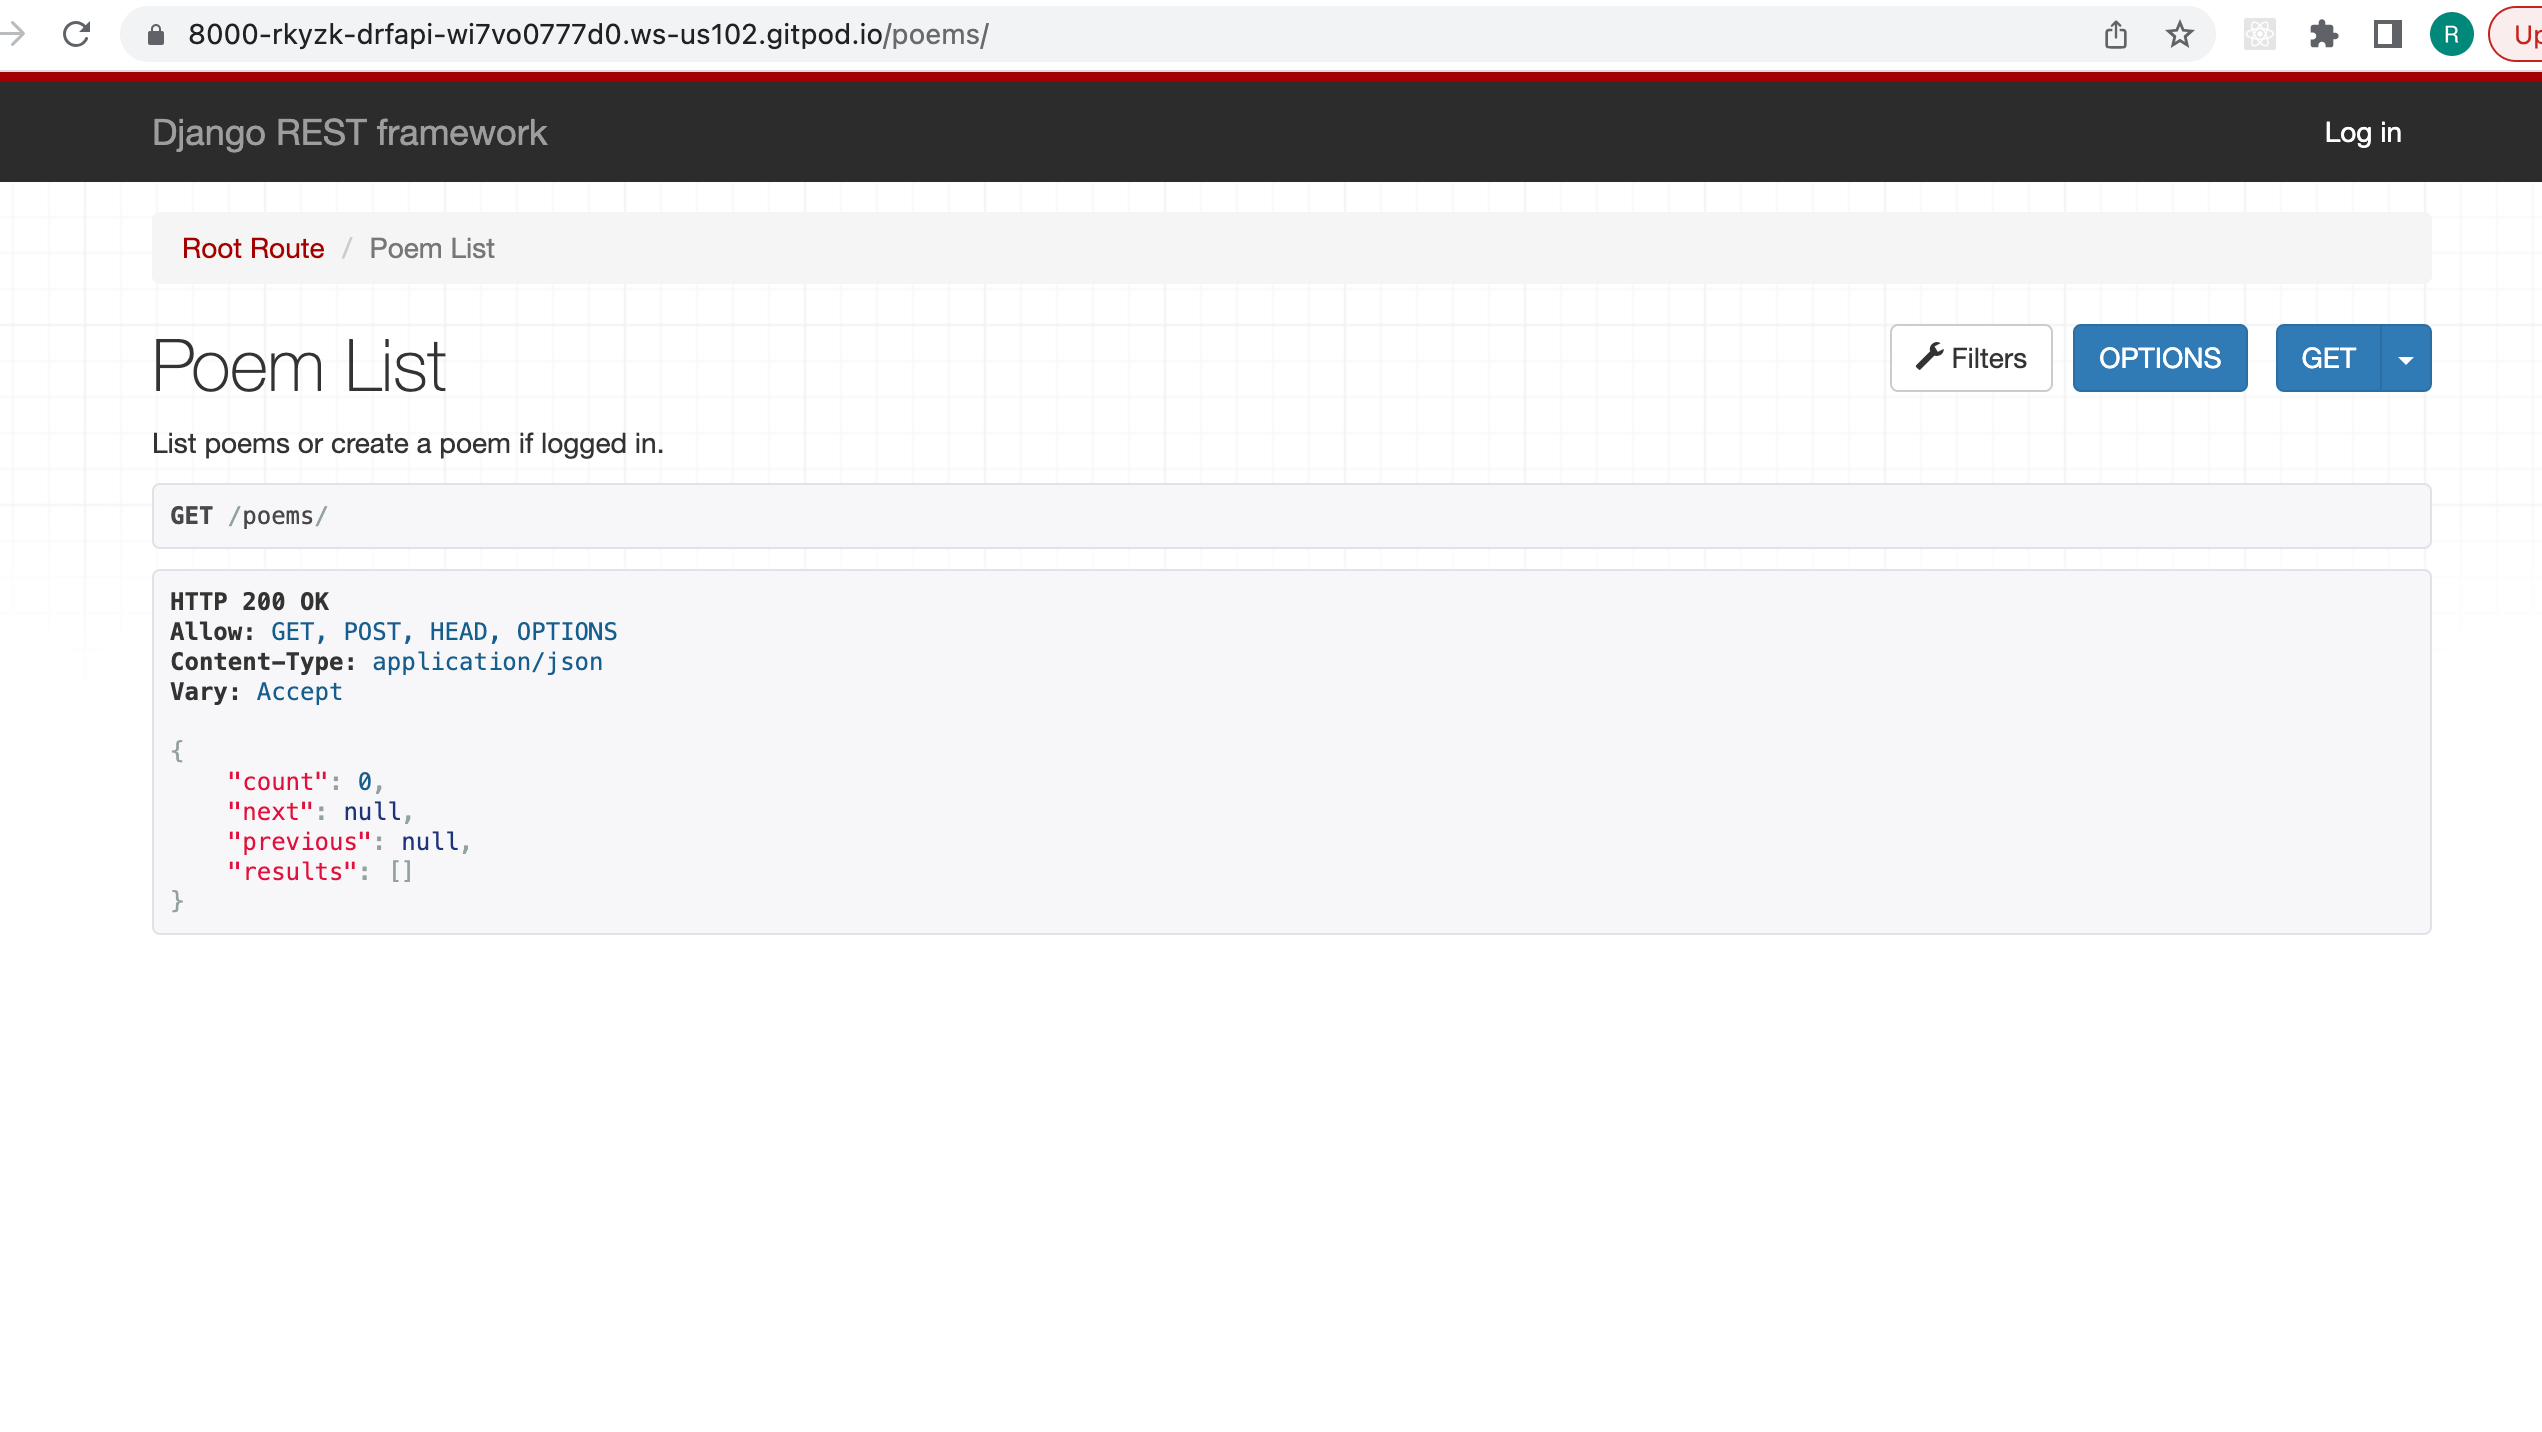 8000-rkyzk-drfapi-wi7vo0777d0.ws-us102.gitpod.io/poems/
R
Up
Django REST framework
Log in
Root Route / Poem List
Poem List
Filters
OPTIONS
GET
List poems or create a poem if logged in.
GET /poems/
HTTP 200 OK
Allow: GET, POST, HEAD, OPTIONS
Content-Type: application/json
Vary: Accept
{
"count": 0,
"next": null,
"previous": null,
"results": []
}